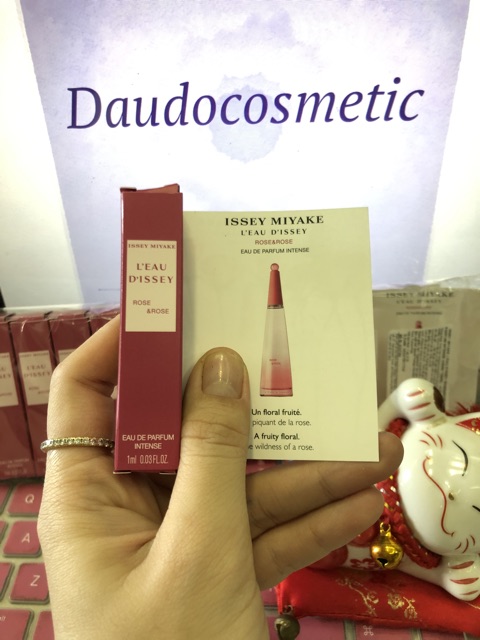 Daudocosmetic
ISSEY MIYAKE
L'EAU
D'ISSEY
ROSE
&ROSE
EAU DE PARFUM
INTENSE
1ml 0.03 FL.OZ.
ISSEY MIYAKE
L'EAU D'ISSEY
ROSE&ROSE
EAU DE PARFUM INTENSE
Un floral fruité.
piquant de la rose.
A fruity floral.
wildness of a rose.
ISSEY MIYAKE
Q
A
Z